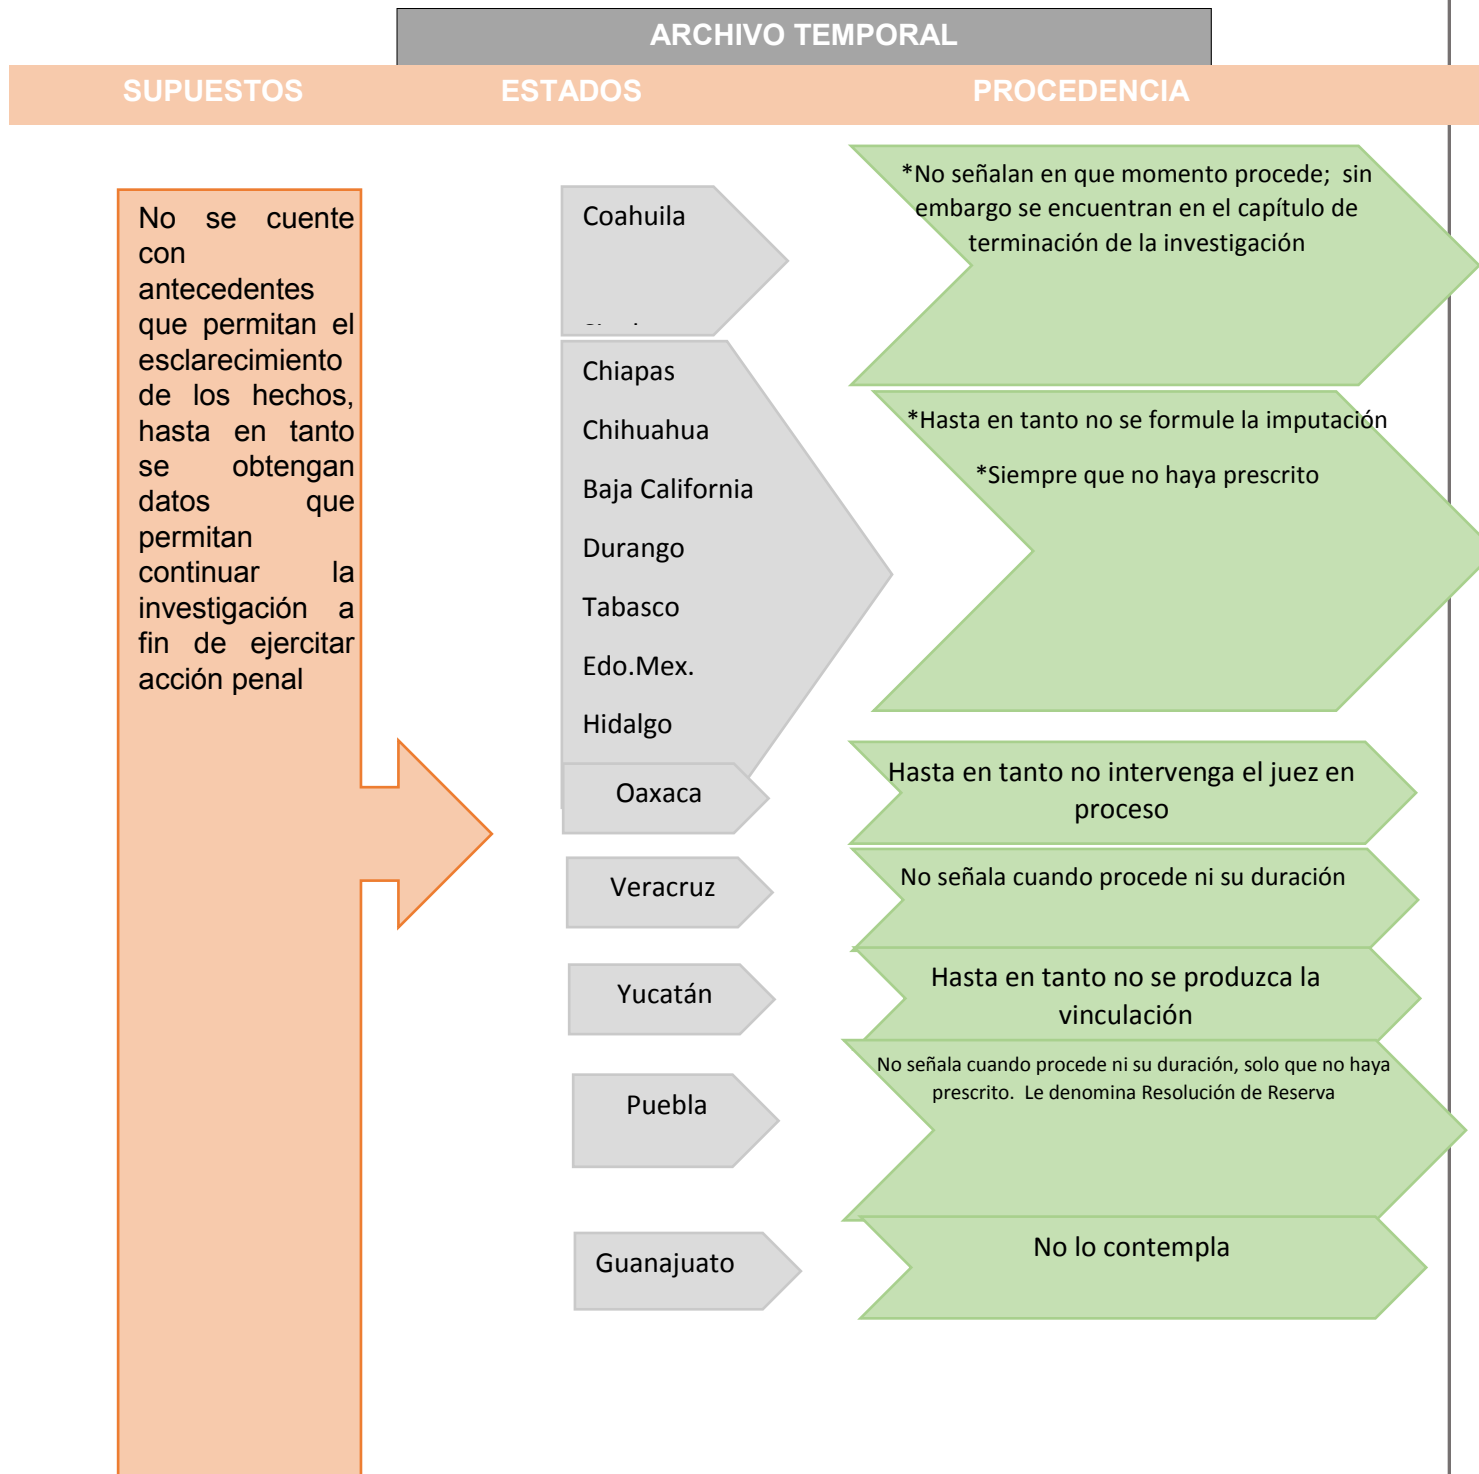 ARCHIVO TEMPORAL
SUPUESTOS
ESTADOS
PROCEDENCIA
No se cuente
con
antecedentes
que permitan el
esclarecimiento
de los hechos,
hasta en tanto
se obtengan
datos que
permitan
continuar la
investigación a
fin de ejercitar
acción penal
Coahuila
*No señalan en que momento procede; sin
embargo se encuentran en el capítulo de
terminación de la investigación
Chiapas
Chihuahua
Baja California
Durango
Tabasco
Edo.Mex.
Hidalgo
*Hasta en tanto no se formule la imputación
*Siempre que no haya prescrito
Oaxaca
Hasta en tanto no intervenga el juez en
proceso
Veracruz
No señala cuando procede ni su duración
Yucatán
Hasta en tanto no se produzca la
vinculación
Puebla
No señala cuando procede ni su duración, solo que no haya
prescrito. Le denomina Resolución de Reserva
Guanajuato
No lo contempla